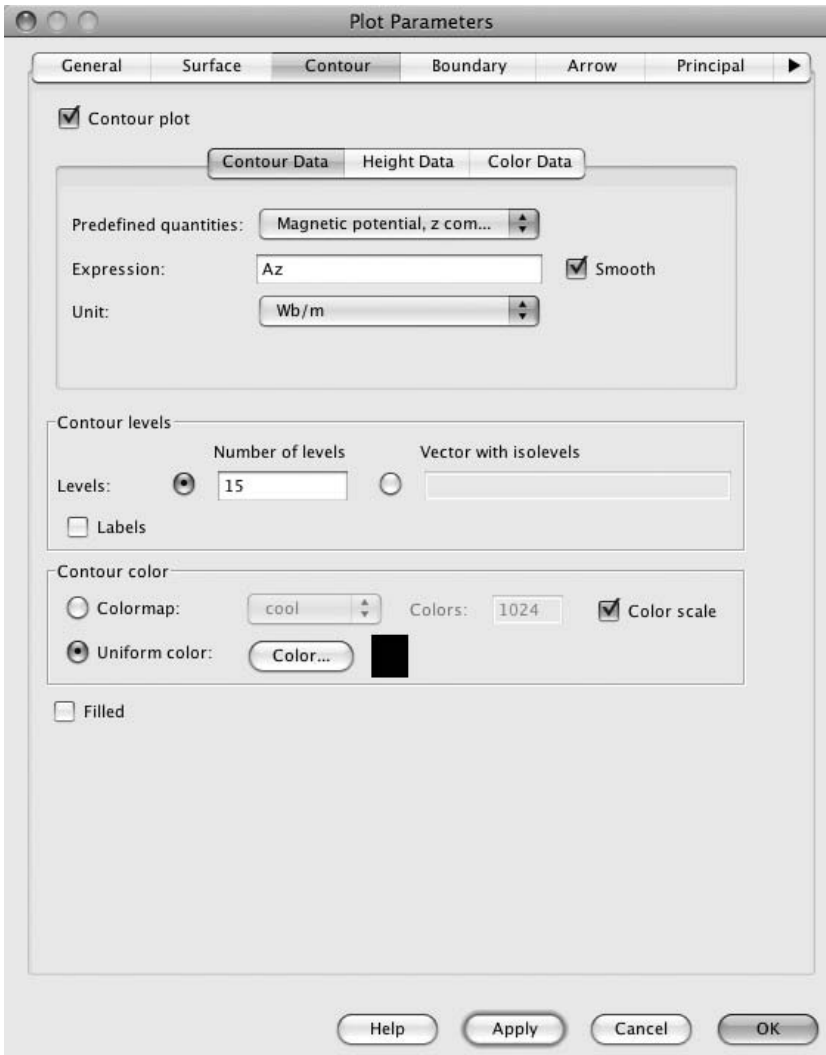 Plot Parameters
General Surface Contour Boundary Arrow Principal
Contour plot
Contour Data Height Data Color Data
Predefined quantities: Magnetic potential, z com...
Expression: Az Smooth
Unit: Wb/m
Contour levels
Number of levels Vector with isolevels
Levels: 15
Labels
Contour color
Colormap: cool Colors: 1024 Color scale
Uniform color: Color...
Filled
Help Apply Cancel OK